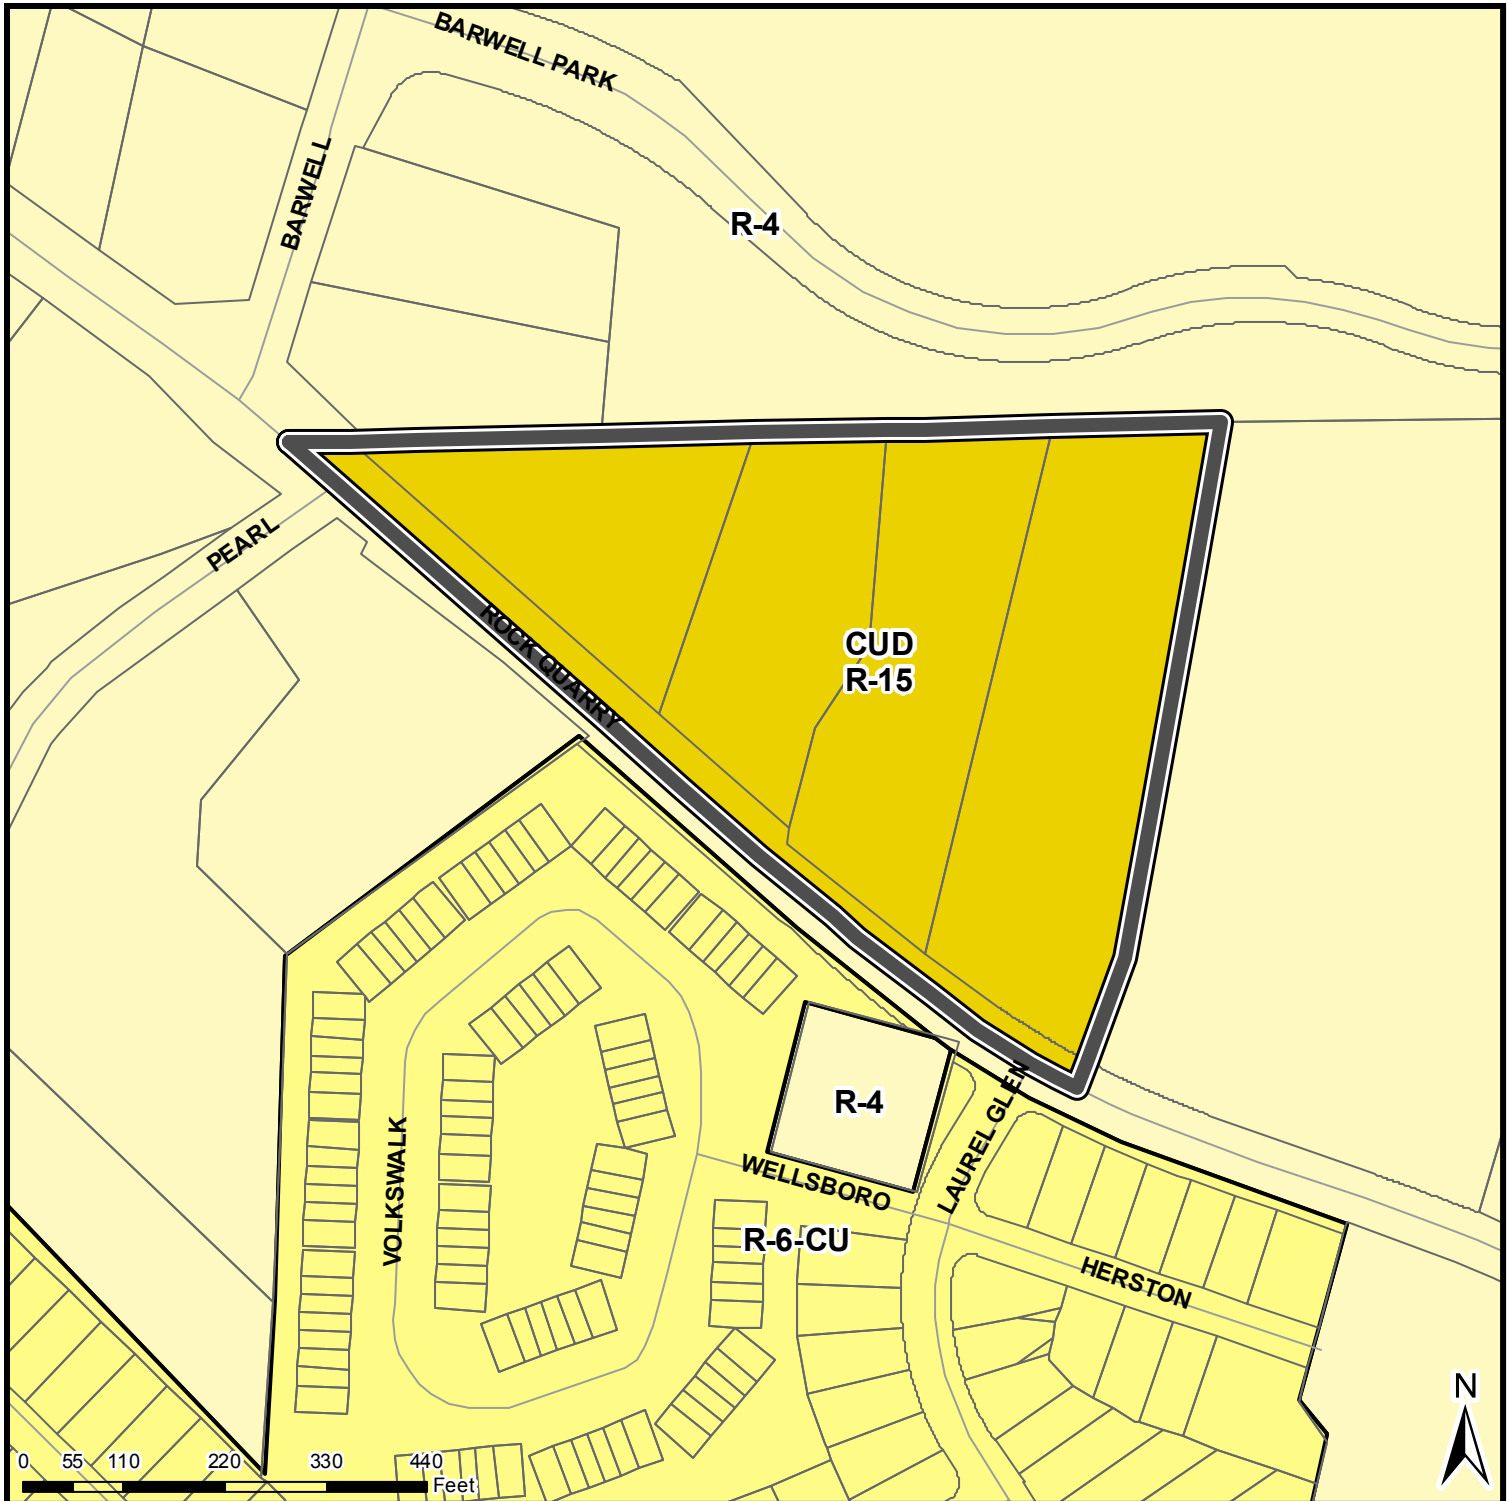 BARWELL PARK
BARWELL
R-4
PEARL
ROCK QUARRY
CUD
R-15
R-4
LAUREL GLEN
VOLKSWALK
WELLSBORO
R-6-CU
HERSTON
N
0 55 110 220 330 440
Feet